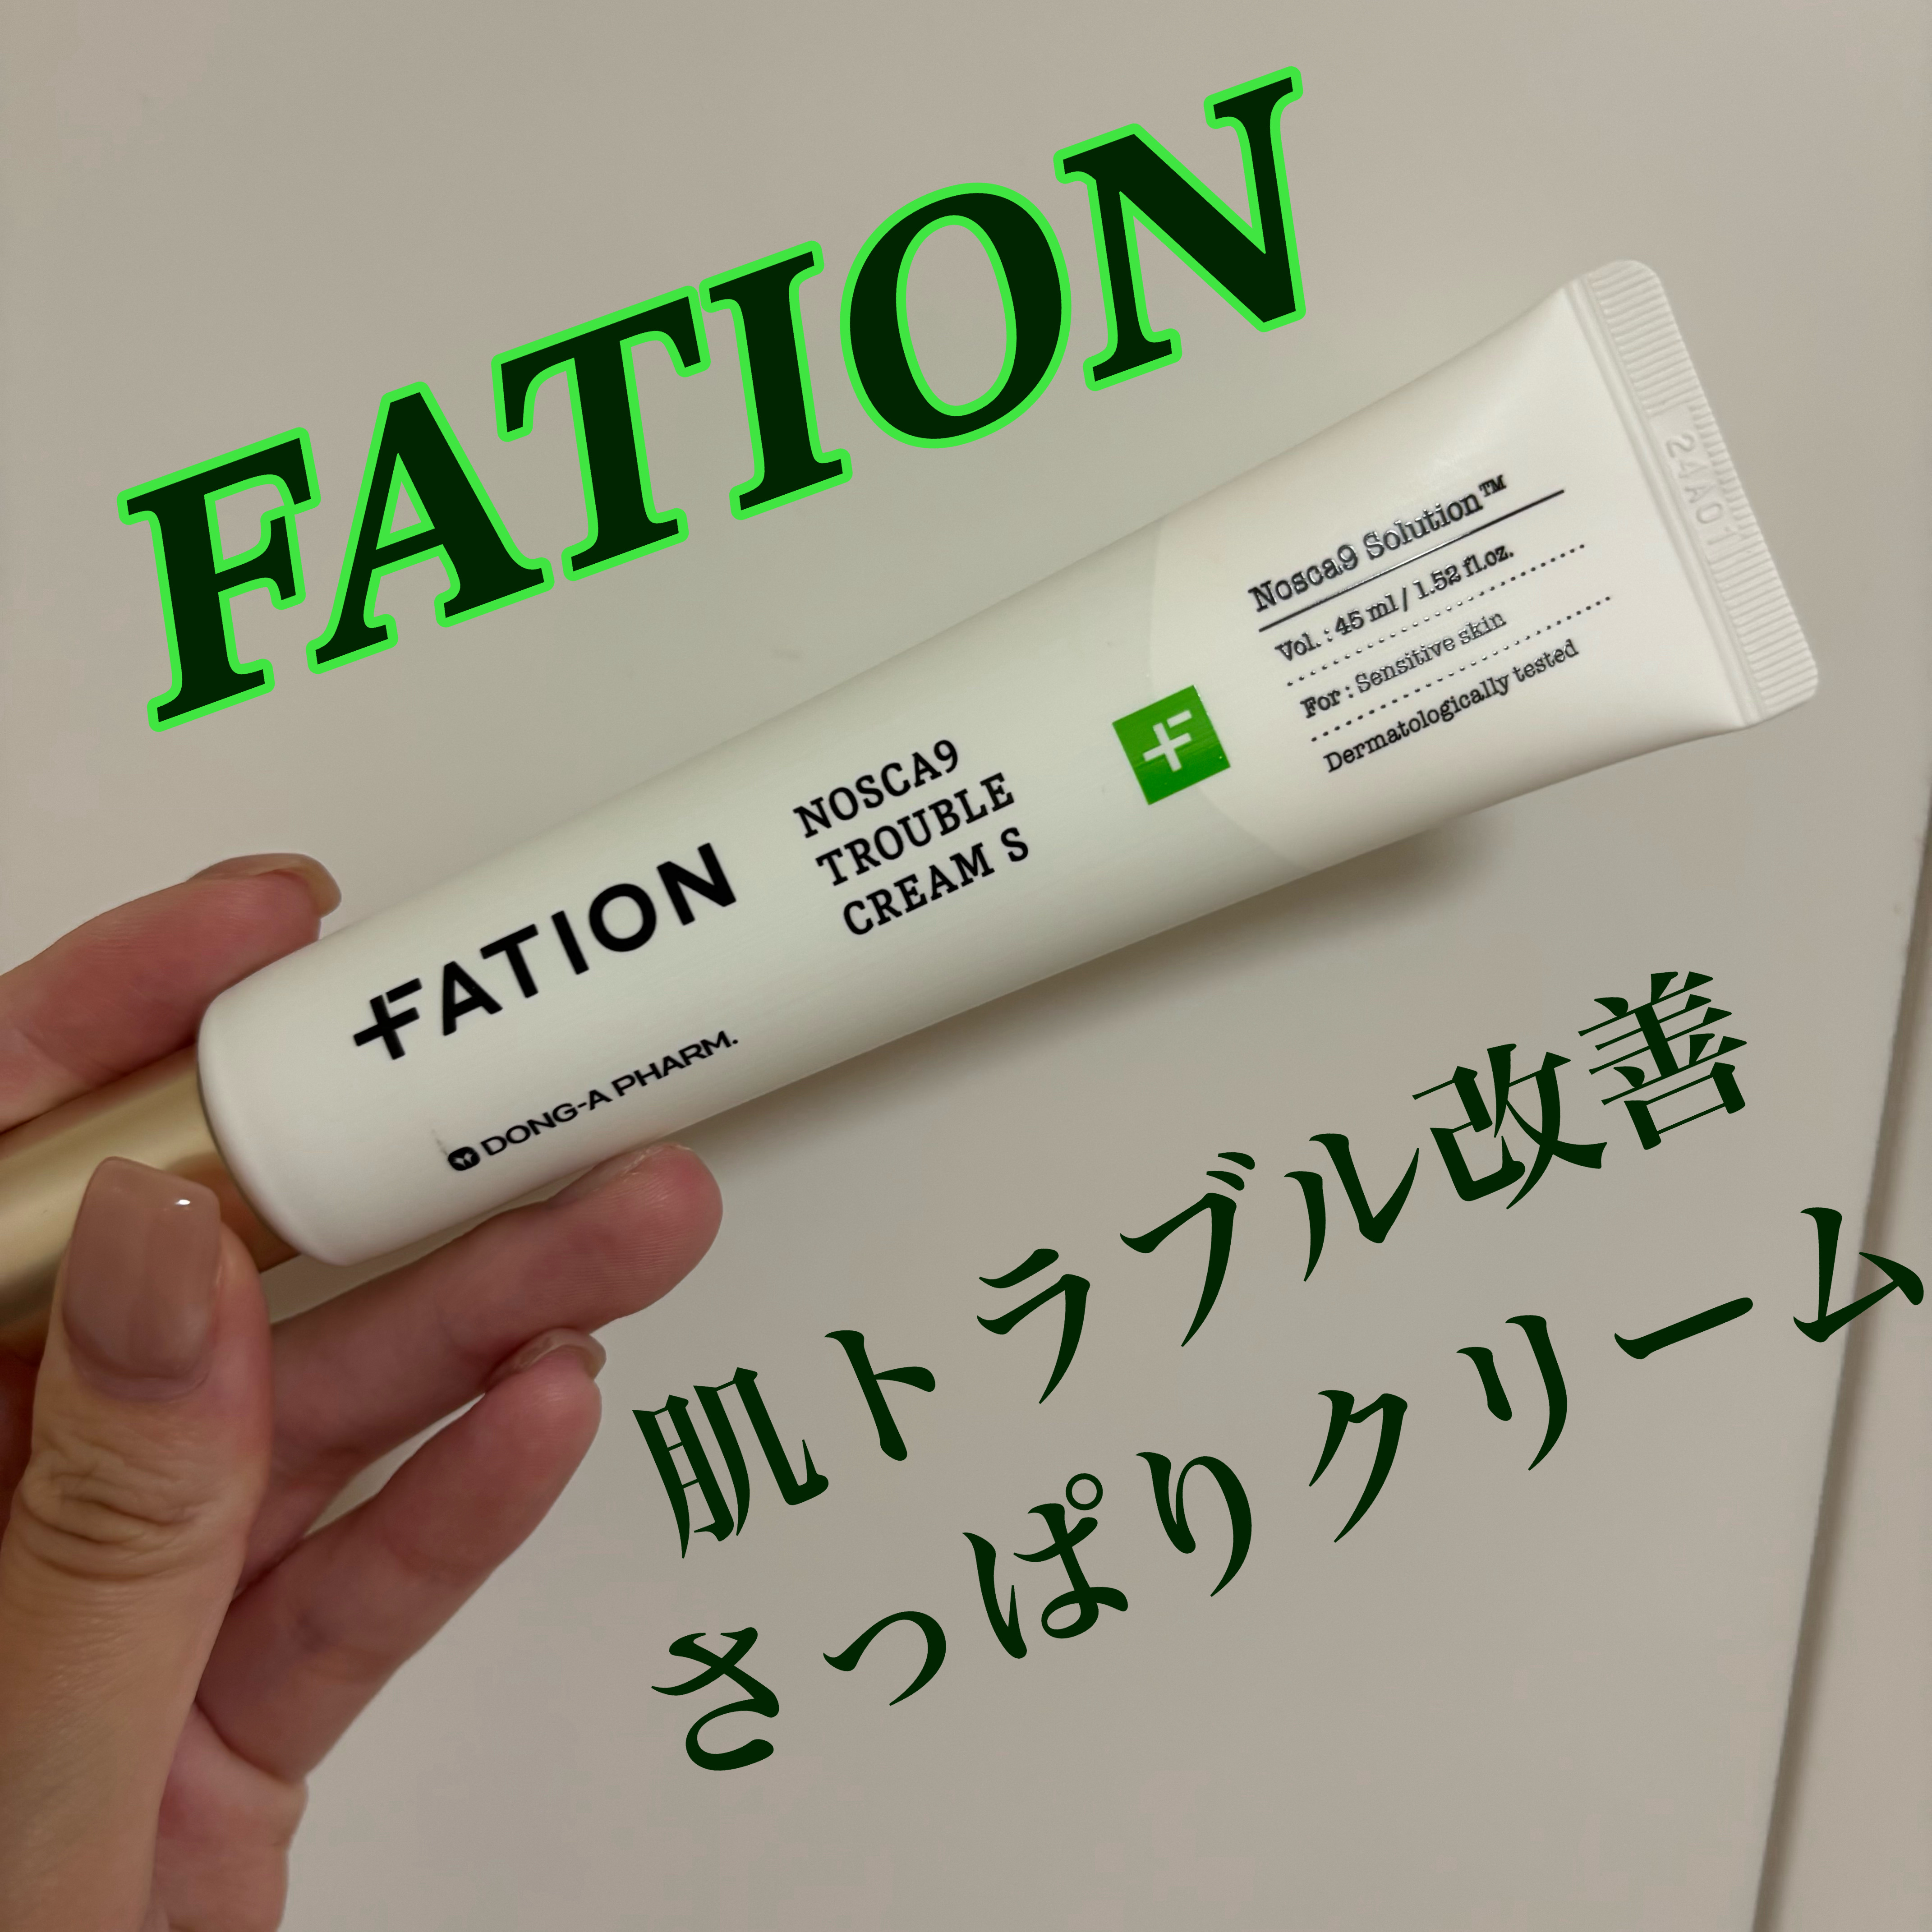 FATION
24A01
Nosca9 Solution™
Vol. : 45 ml / 1.52 fl.oz.
For : Sensitive skin
Dermatologically tested
NOSCA9
TROUBLE
CREAM S
FATION
DONG-A PHARM.
肌トラブル改善
さっぱりクリーム